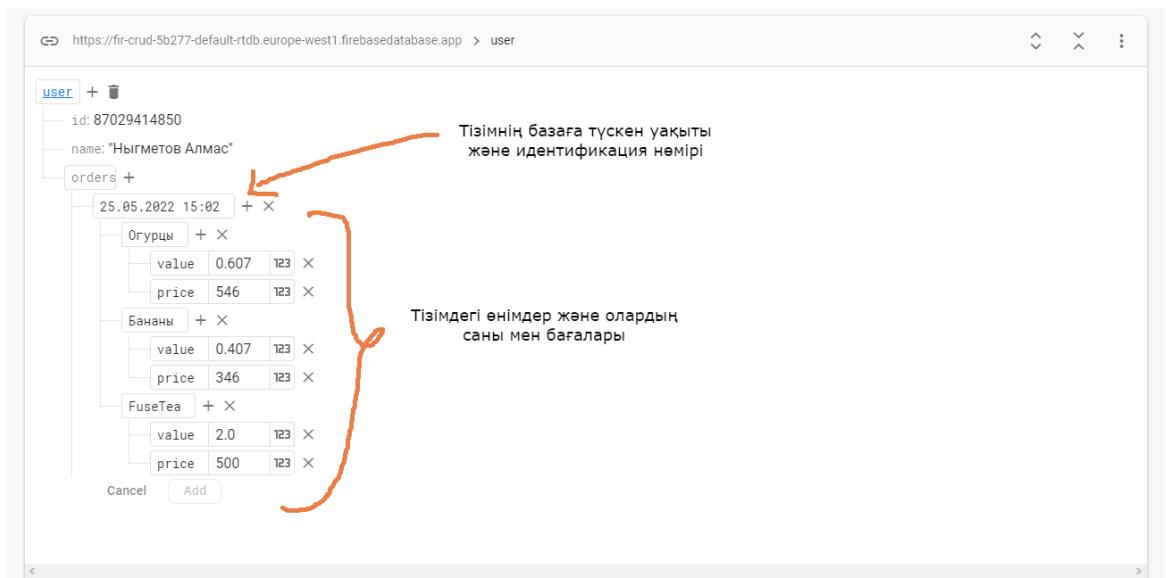 https://fir-crud-5b277-default-rtdb.europe-west1.firebasedatabase.app > user
user
id: 87029414850
name: "Ныгметов Алмас"
orders
25.05.2022 15:02
Огурцы
value 0.607 123
price 546 123
Бананы
value 0.407 123
price 346 123
FuseTea
value 2.0 123
price 500 123
Cancel Add
Тізімнің базаға түскен уақыты
және идентификация нөмірі
Тізімдегі өнімдер және олардың
саны мен бағалары